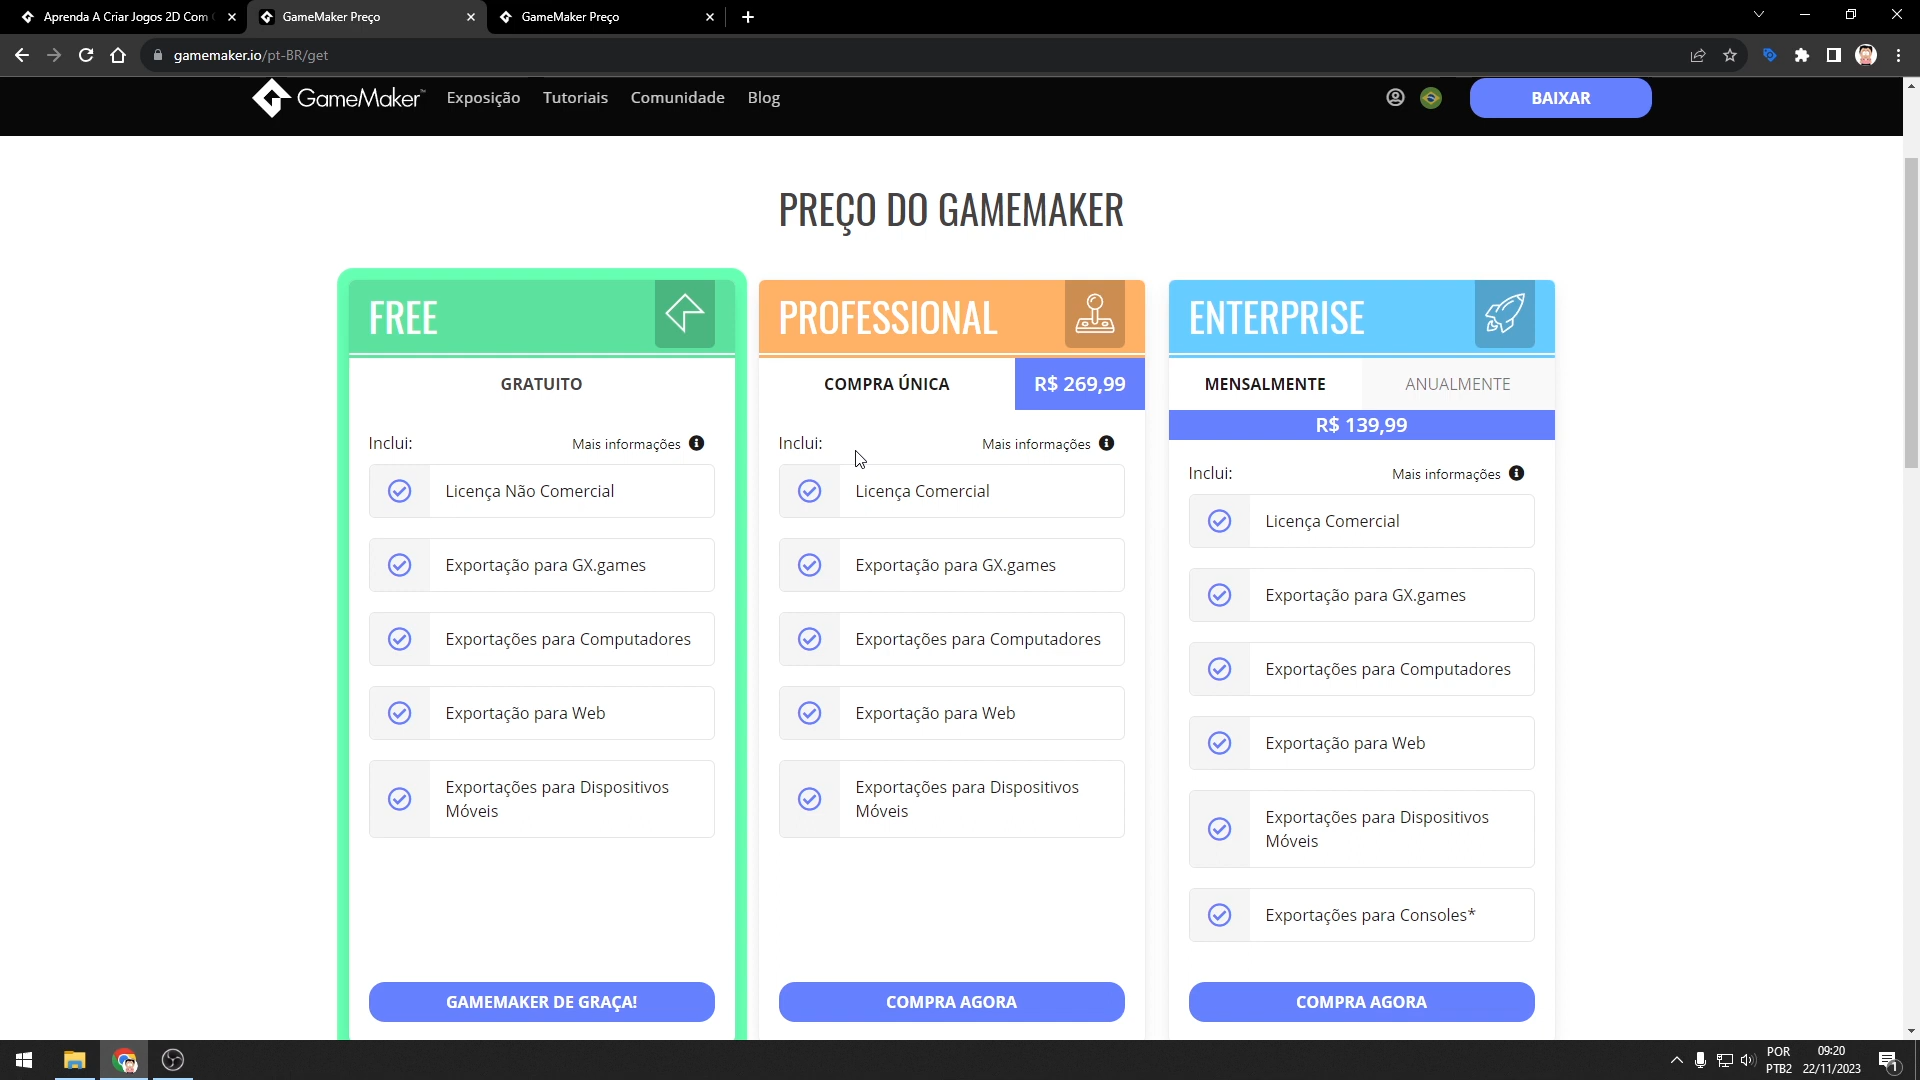 Aprenda A Criar Jogos 2D Com
GameMaker Preço
GameMaker Preço
gamemaker.io/pt-BR/get
GameMaker™
Exposição
Tutoriais
Comunidade
Blog
BAIXAR
PREÇO DO GAMEMAKER
FREE
GRATUITO
Inclui:
Mais informações
Licença Não Comercial
Exportação para GX.games
Exportações para Computadores
Exportação para Web
Exportações para Dispositivos
Móveis
GAMEMAKER DE GRAÇA!
PROFESSIONAL
COMPRA ÚNICA
R$ 269,99
Inclui:
Mais informações
Licença Comercial
Exportação para GX.games
Exportações para Computadores
Exportação para Web
Exportações para Dispositivos
Móveis
COMPRA AGORA
ENTERPRISE
MENSALMENTE
ANUALMENTE
R$ 139,99
Inclui:
Mais informações
Licença Comercial
Exportação para GX.games
Exportações para Computadores
Exportação para Web
Exportações para Dispositivos
Móveis
Exportações para Consoles*
COMPRA AGORA
POR
PTB2
09:20
22/11/2023
1